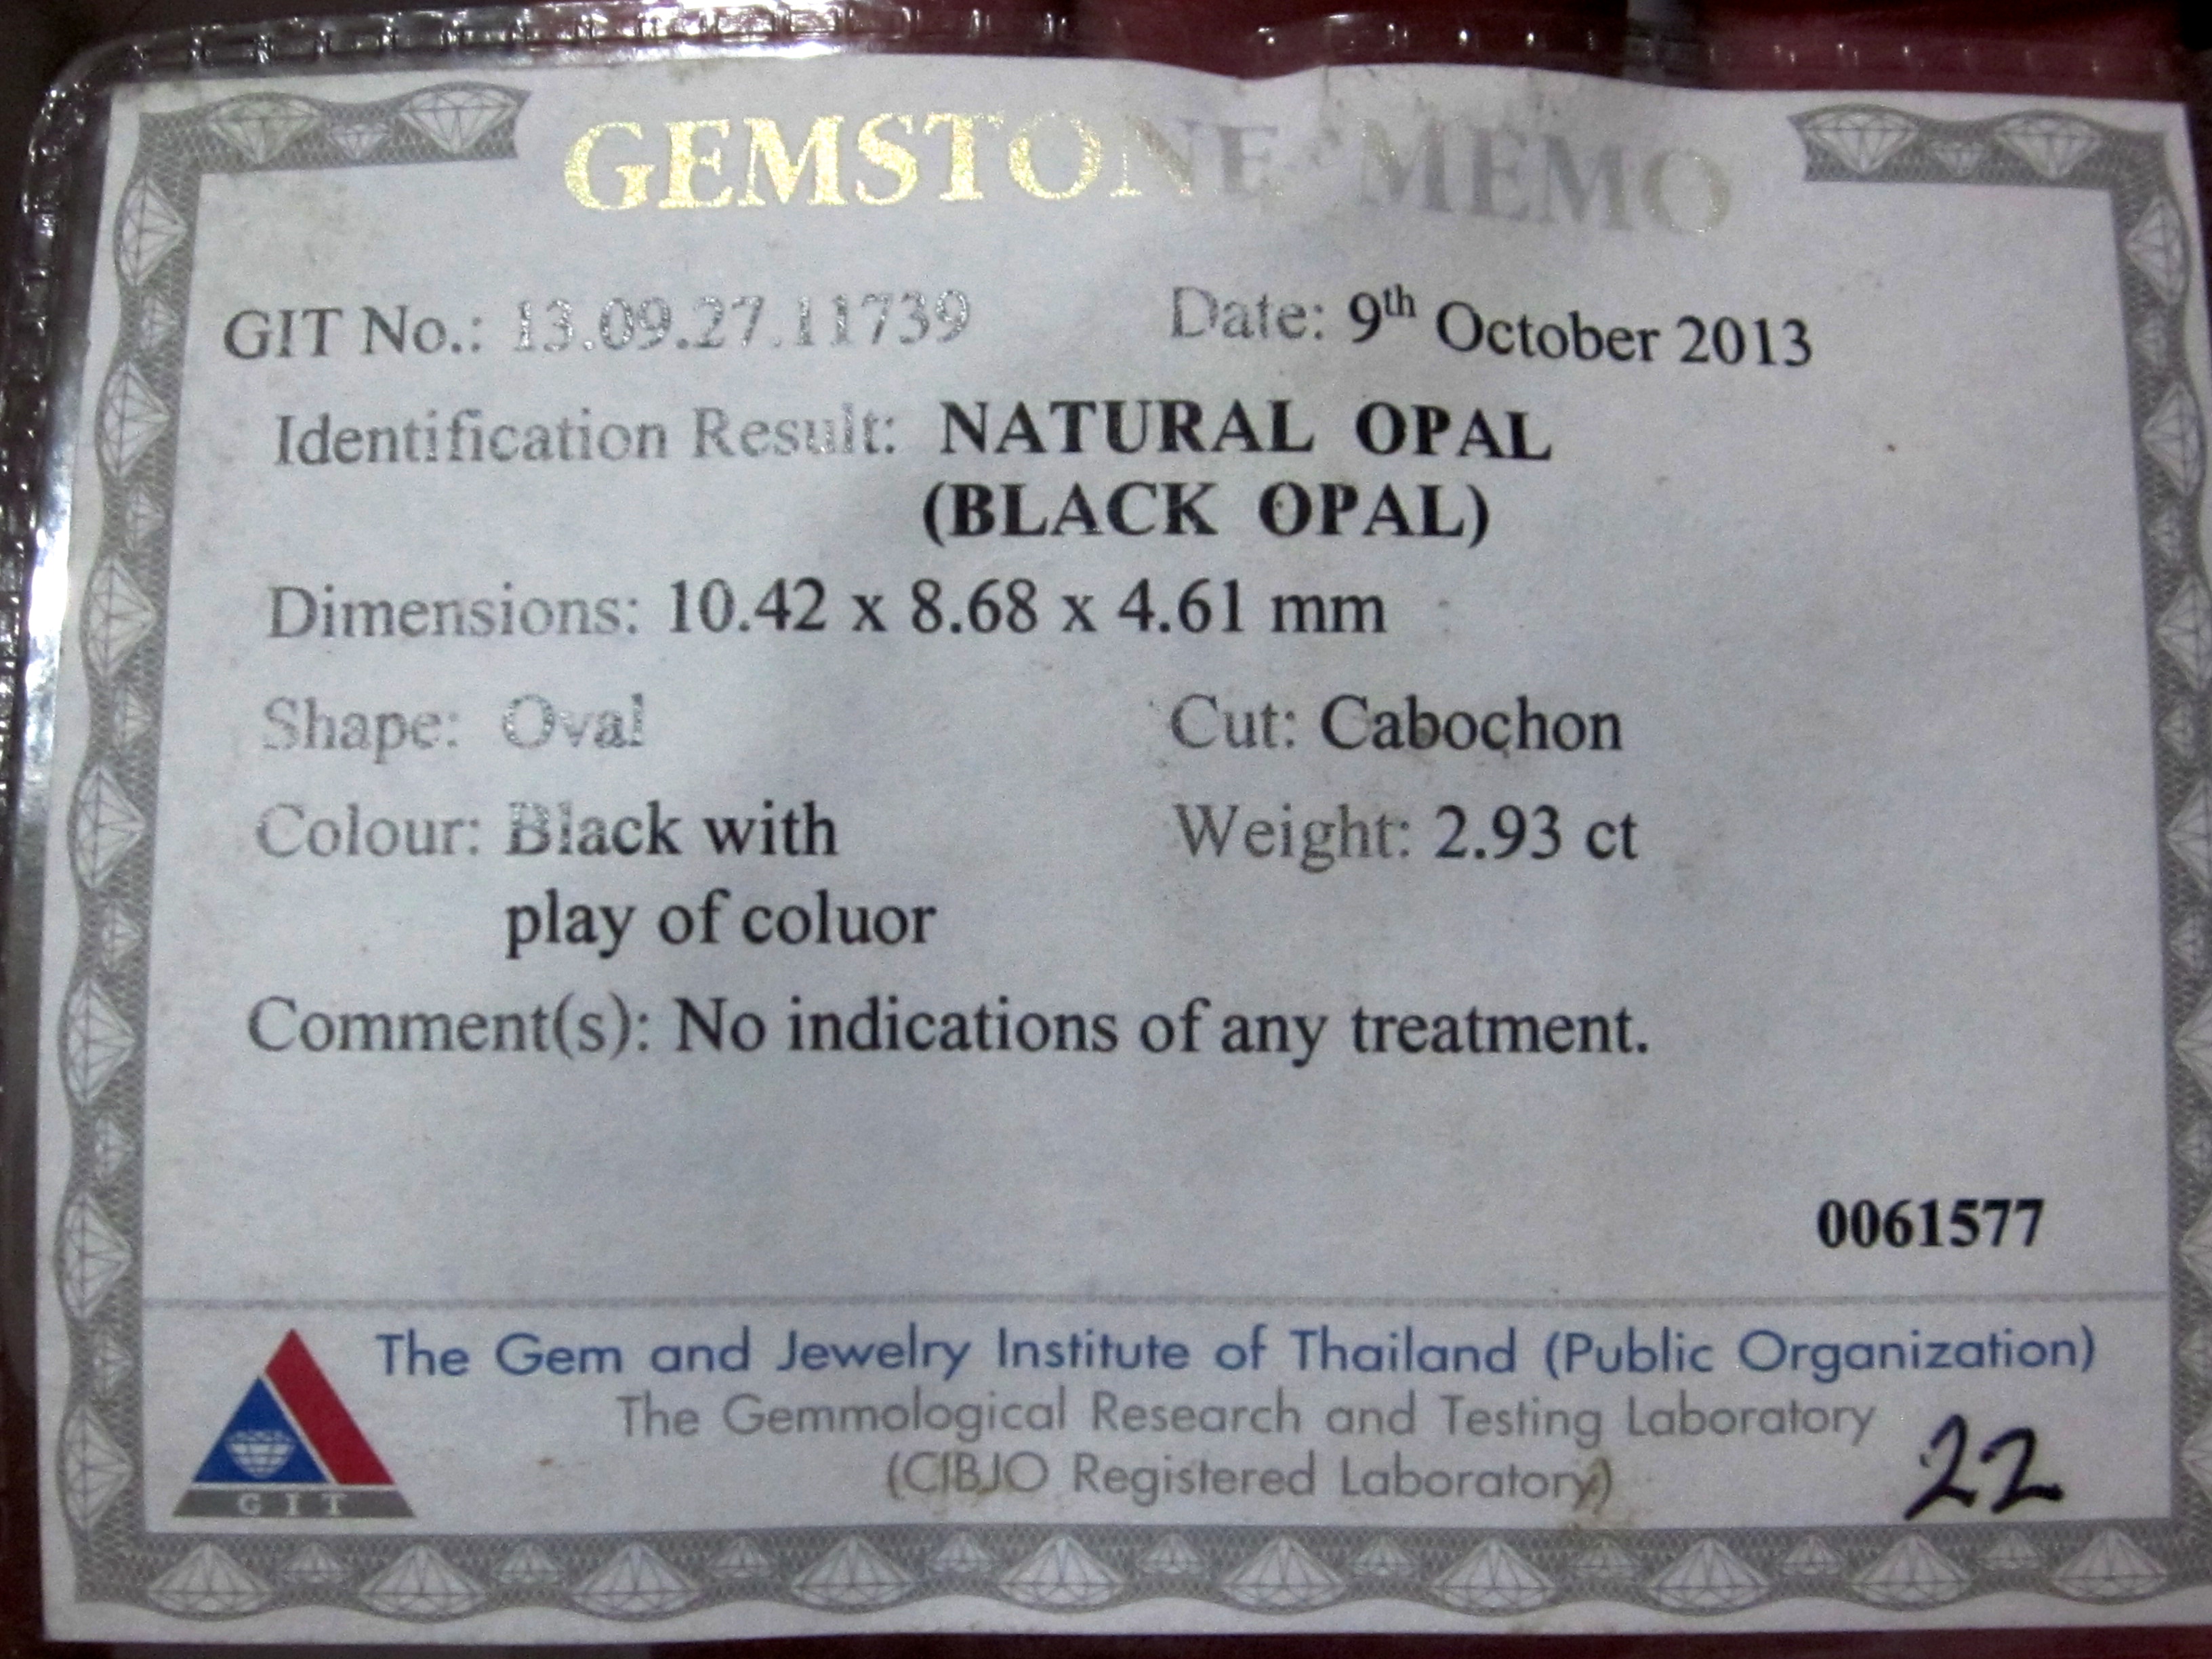 GEMSTONE MEMO
GIT No.: 13.09.27.11739 Date: 9th October 2013
Identification Result: NATURAL OPAL
(BLACK OPAL)
Dimensions: 10.42 x 8.68 x 4.61 mm
Shape: Oval Cut: Cabochon
Colour: Black with Weight: 2.93 ct
play of coluor
Comment(s): No indications of any treatment.
0061577
The Gem and Jewelry Institute of Thailand (Public Organization)
The Gemmological Research and Testing Laboratory
(CIBJO Registered Laboratory)
22
GIT